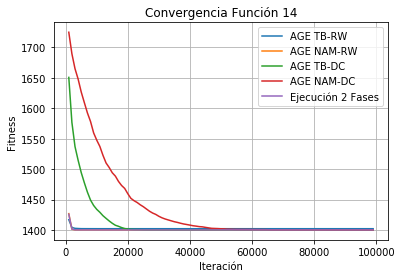 Convergencia Función 14
AGE TB-RW
AGE NAM-RW
AGE TB-DC
AGE NAM-DC
Ejecución 2 Fases
Fitness
1700
1650
1600
1550
1500
1450
1400
0
20000
40000
60000
80000
100000
Iteración